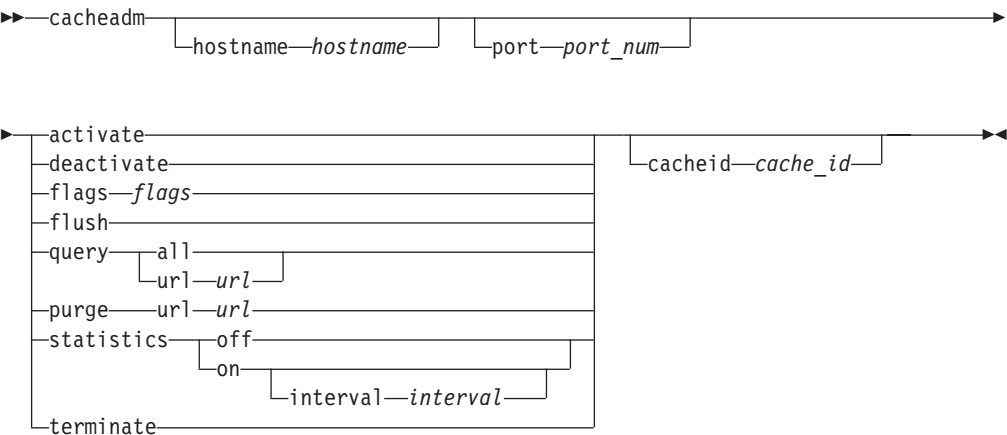 cacheadm
hostname hostname port port_num
activate
deactivate cacheid cache_id
flags flags
flush
query all
url url
purge url url
statistics off
on
interval interval
terminate